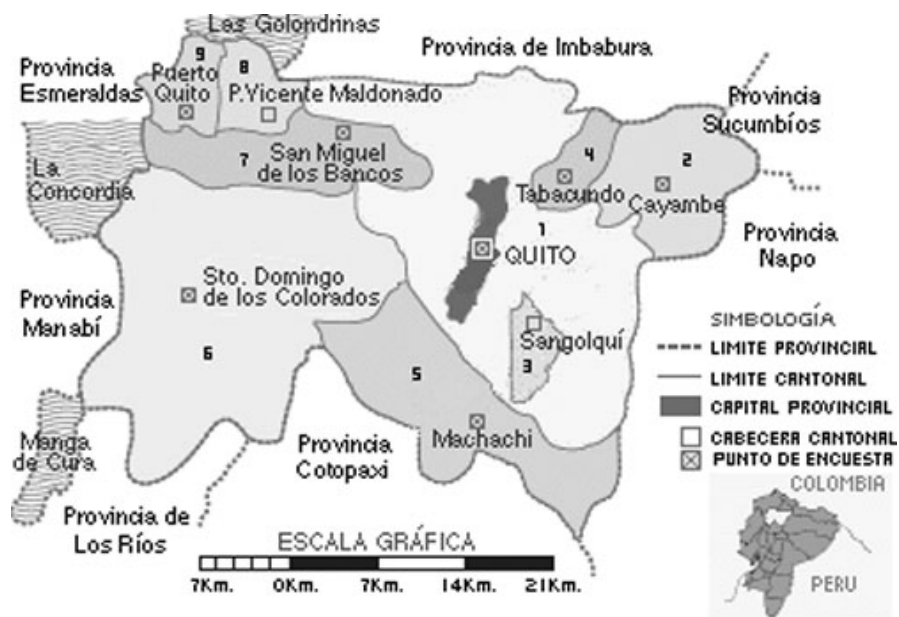 Las Golondrinas
Provincia de Imbabura
9
8
Provincia
Esmeraldas
Puerto
Quito
P.Vicente Maldonado
Provincia
Sucumbíos
7
San Miguel
de los Bancos
4
2
La
Concordia
Tabacundo
Cayambe
1
QUITO
Provincia
Napo
Sto. Domingo
de los Colorados
Provincia
Manabí
Sangolquí
3
6
5
Machachi
Manga
de Cura
Provincia
Cotopaxi
Provincia de
Los Ríos
SIMBOLOGÍA
LIMITE PROVINCIAL
LIMITE CANTONAL
CAPITAL PROVINCIAL
CABECERA CANTONAL
PUNTO DE ENCUESTA
COLOMBIA
PERU
ESCALA GRÁFICA
7Km. 0Km. 7Km. 14Km. 21Km.